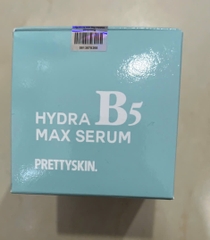 HYDRA B5
MAX SERUM
PRETTYSKIN.